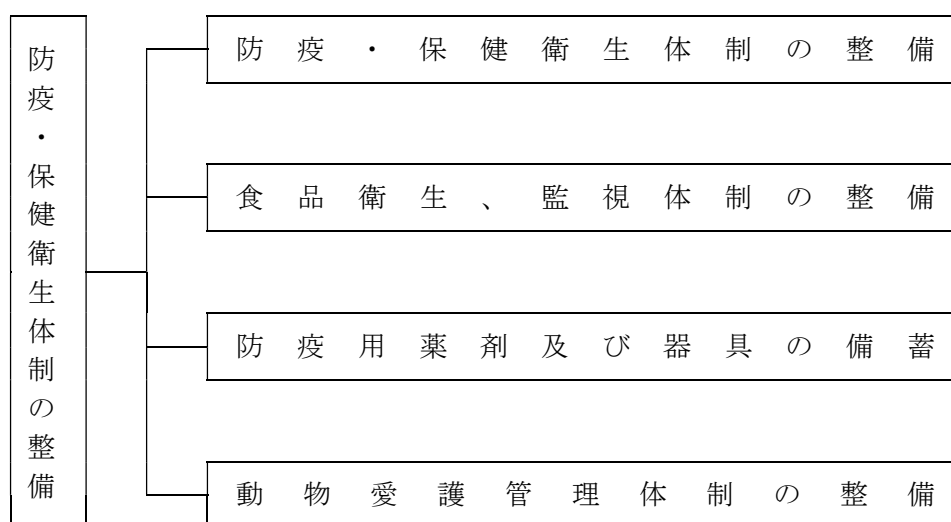 防疫・保健衛生体制の整備
防疫・保健衛生体制の整備
食品衛生、監視体制の整備
防疫用薬剤及び器具の備蓄
動物愛護管理体制の整備